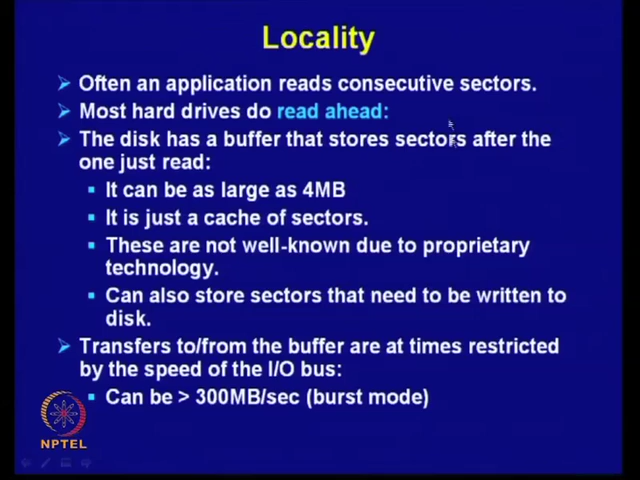 Locality
Often an application reads consecutive sectors.
Most hard drives do read ahead:
The disk has a buffer that stores sectors after the
one just read:
It can be as large as 4MB
It is just a cache of sectors.
These are not well-known due to proprietary
technology.
Can also store sectors that need to be written to
disk.
Transfers to/from the buffer are at times restricted
by the speed of the I/O bus:
Can be > 300MB/sec (burst mode)
NPTEL